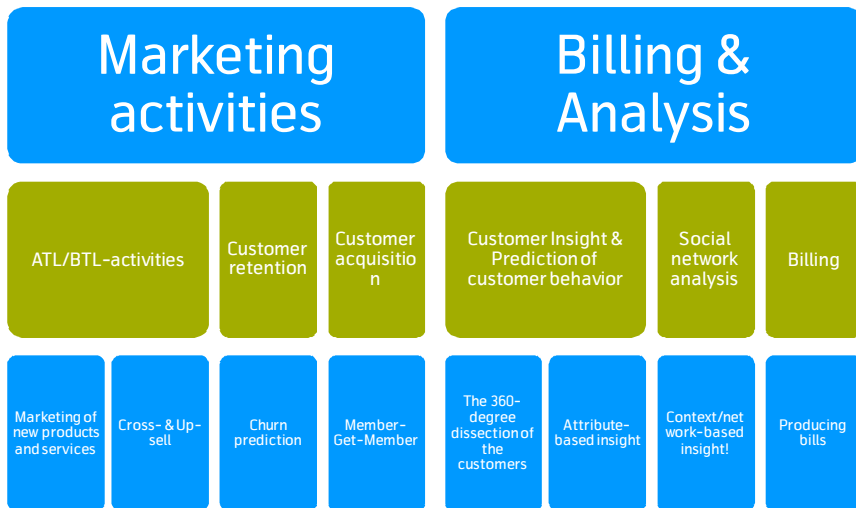 Marketing
activities
Billing &
Analysis
ATL/BTL-activities
Customer
retention
Customer
acquisitio
n
Customer Insight &
Prediction of
customer behavior
Social
network
analysis
Billing
Marketing of
new products
and services
Cross- & Up-
sell
Churn
prediction
Member-
Get-Member
The 360-
degree
dissection of
the
customers
Attribute-
based insight
Context/net
work-based
insight!
Producing
bills